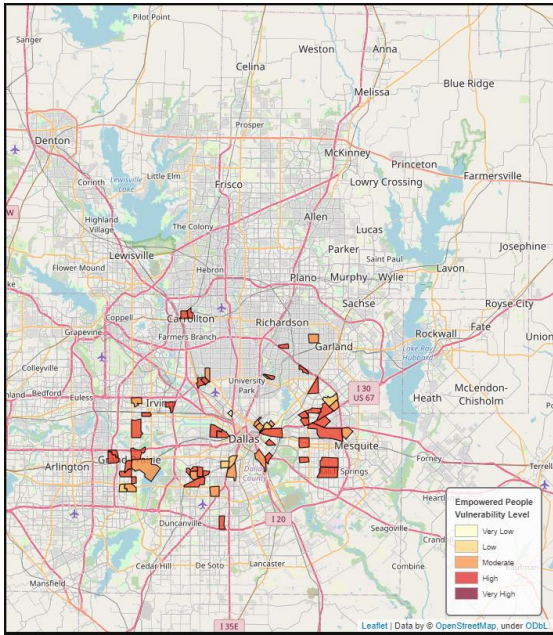 Pilot Point
Sanger
Weston
Anna
Celina
Blue Ridge
Melissa
Prosper
Denton
McKinney
Princeton
Farmersville
Corinth
Lewisville
Lake
Little Elm
Frisco
Lowry Crossing
Highland
Village
The Colony
Allen
Lucas
Josephine
Lewisville
Parker
Saint Paul
Flower Mound
Hebron
Plano
Murphy
Wylie
Lavon
Sachse
Royse City
Coppell
Carrollton
Richardson
Fate
Grapevine
Farmers Branch
Garland
Rockwall
Union
Lake Ray
Hubbard
Colleyville
University
Park
I 30
US 67
Heath
McLendon-
Chisholm
Bedford
Euless
Irving
Dallas
Mesquite
Arlington
Grand Prairie
Dallas
County
Springs
Forney
Terrell
Duncanville
I 20
Seagoville
Cedar Hill
De Soto
Lancaster
Combine
Mansfield
I 35E
Empowered People
Vulnerability Level
Very Low
Low
Moderate
High
Very High
Leaflet | Data by © OpenStreetMap, under ODbL.